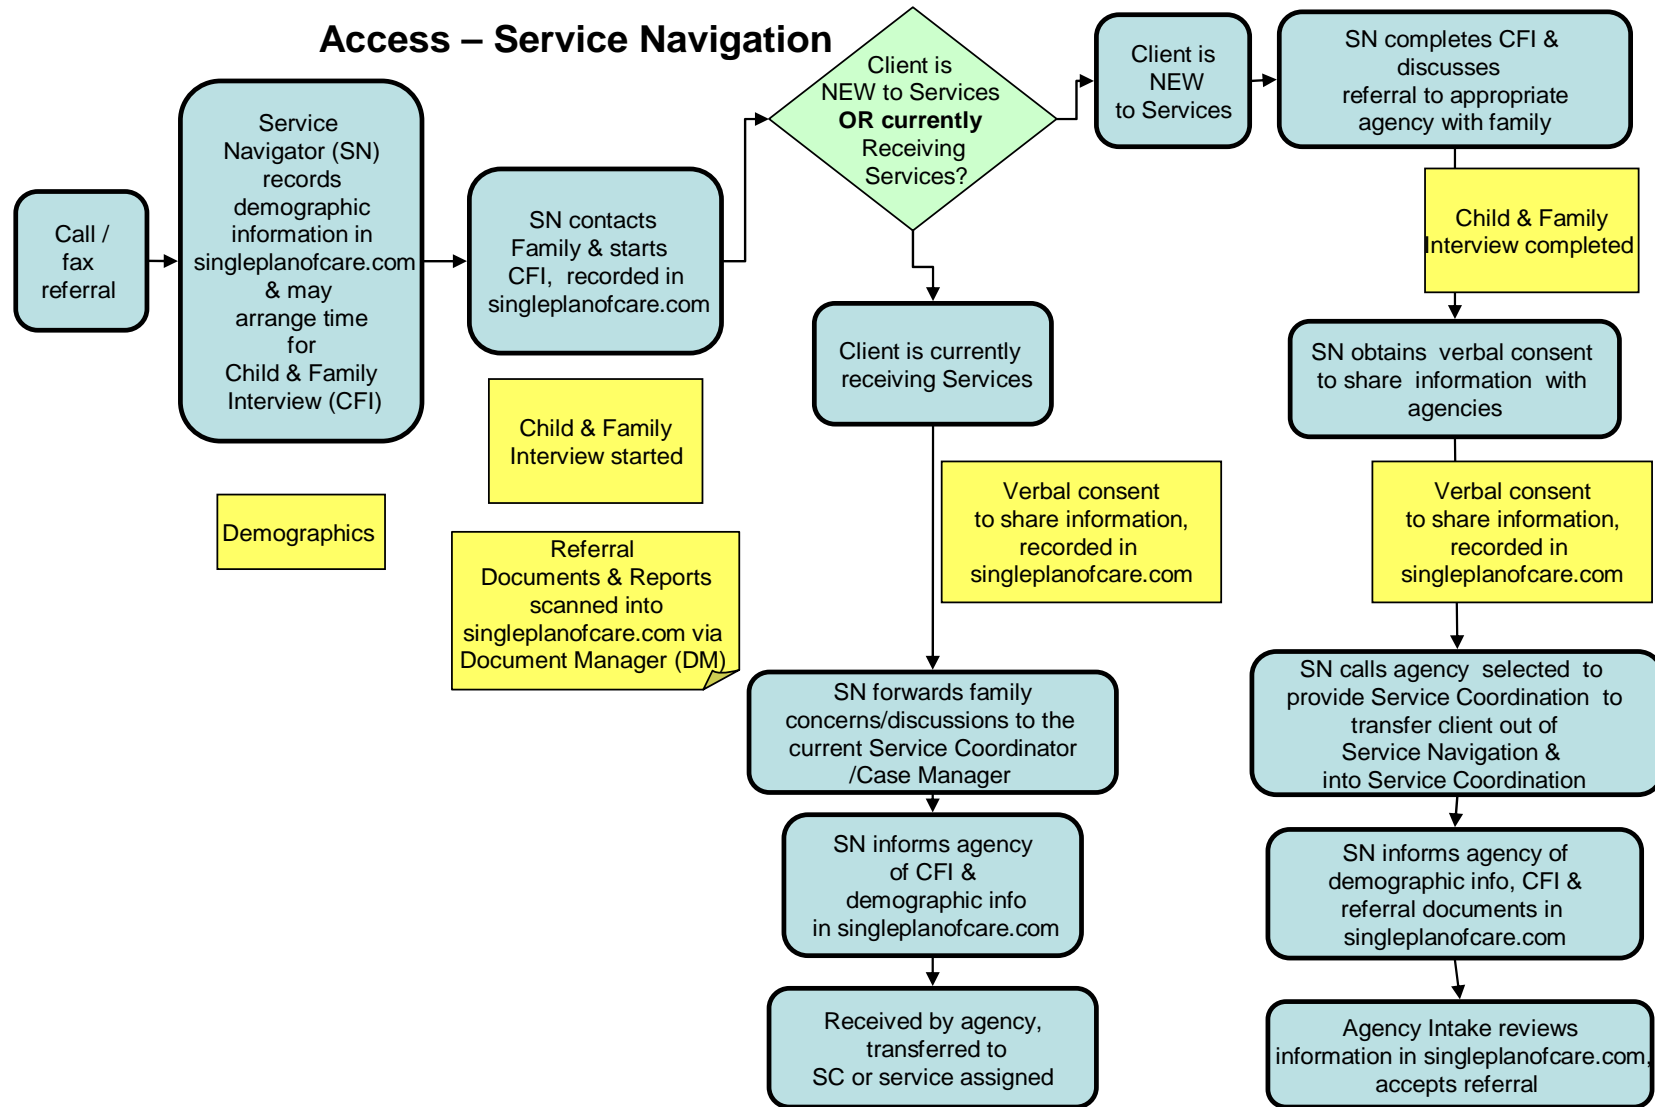 Access – Service Navigation
Call /
fax
referral
Service
Navigator (SN)
records
demographic
information in
singleplanofcare.com
& may
arrange time
for
Child & Family
Interview (CFI)
Demographics
SN contacts
Family & starts
CFI, recorded in
singleplanofcare.com
Child & Family
Interview started
Referral
Documents & Reports
scanned into
singleplanofcare.com via
Document Manager (DM)
Client is
NEW to Services
OR currently
Receiving
Services?
Client is currently
receiving Services
Verbal consent
to share information,
recorded in
singleplanofcare.com
SN forwards family
concerns/discussions to the
current Service Coordinator
/Case Manager
SN informs agency
of CFI &
demographic info
in singleplanofcare.com
Received by agency,
transferred to
SC or service assigned
Client is
NEW
to Services
SN completes CFI &
discusses
referral to appropriate
agency with family
Child & Family
Interview completed
SN obtains verbal consent
to share information with
agencies
Verbal consent
to share information,
recorded in
singleplanofcare.com
SN calls agency selected to
provide Service Coordination to
transfer client out of
Service Navigation &
into Service Coordination
SN informs agency of
demographic info, CFI &
referral documents in
singleplanofcare.com
Agency Intake reviews
information in singleplanofcare.com,
accepts referral